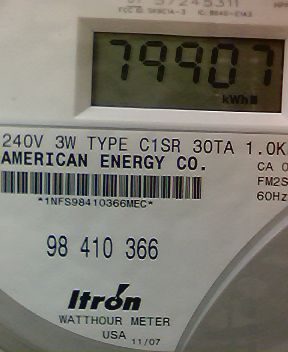 57245311
79907
kWh
240V 3W TYPE C1SR 30TA 1.0K
AMERICAN ENERGY CO.
CA
*1NFS98410366MEC*
FM2S
60Hz
98 410 366
Itron
WATTHOUR METER
USA 11/07